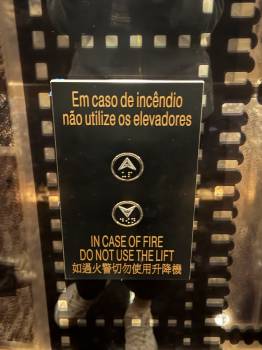 Em caso de incêndio
não utilize os elevadores
IN CASE OF FIRE
DO NOT USE THE LIFT
如遇火警切勿使用升降機